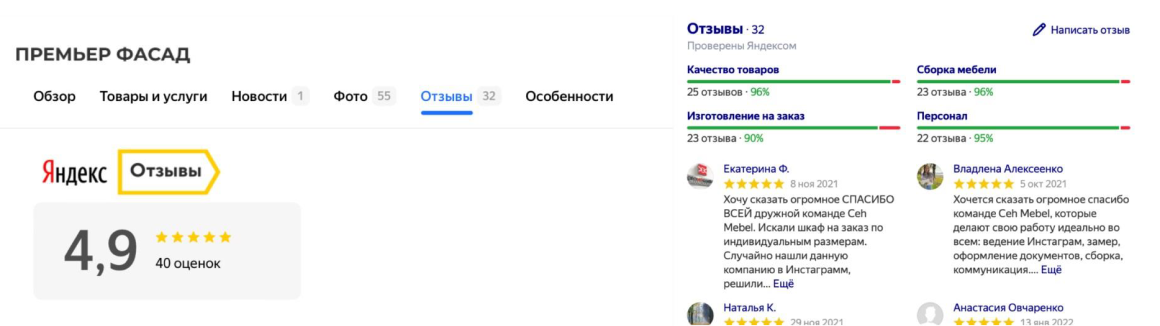 ПРЕМЬЕР ФАСАД
Обзор Товары и услуги Новости 1 Фото 55 Отзывы 32 Особенности
Яндекс Отзывы
4,9
40 оценок
Отзывы · 32
Написать отзыв
Проверены Яндексом
Качество товаров
25 отзывов · 96%
Сборка мебели
23 отзыва · 96%
Изготовление на заказ
23 отзыва · 90%
Персонал
22 отзыва · 95%
Екатерина Ф.
8 ноя 2021
Хочу сказать огромное СПАСИБО
ВСЕЙ дружной команде Ceh
Mebel. Искали шкаф на заказ по
индивидуальным размерам.
Случайно нашли данную
компанию в Инстаграмм,
решили... Ещё
Владлена Алексеенко
5 окт 2021
Хочется сказать огромное спасибо
команде Ceh Mebel, которые
делают свою работу идеально во
всем: ведение Инстаграм, замер,
оформление документов, сборка,
коммуникация.... Ещё
Наталья К.
29 ноя 2021
Анастасия Овчаренко
13 янв 2022